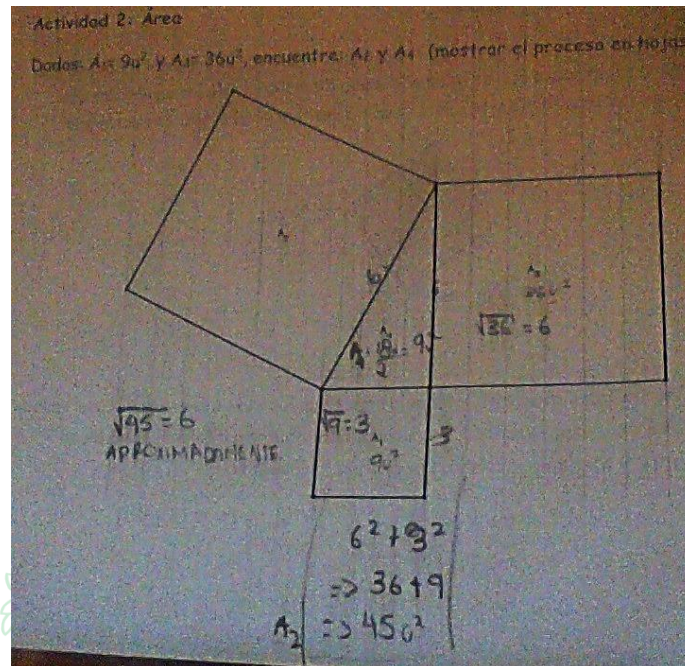 Actividad 2: Área
Dados: A₁= 9u², y A₃= 36u², encuentre: A₂ y A₄ (mostrar el proceso en hojas
A₂
6
A₃
36u²
√36 = 6
A₄
= 9u²
√45 = 6
APROXIMADAMENTE
√9 = 3
A₁
9u²
3
6² + 3²
=> 36 + 9
A₂ => 45u²